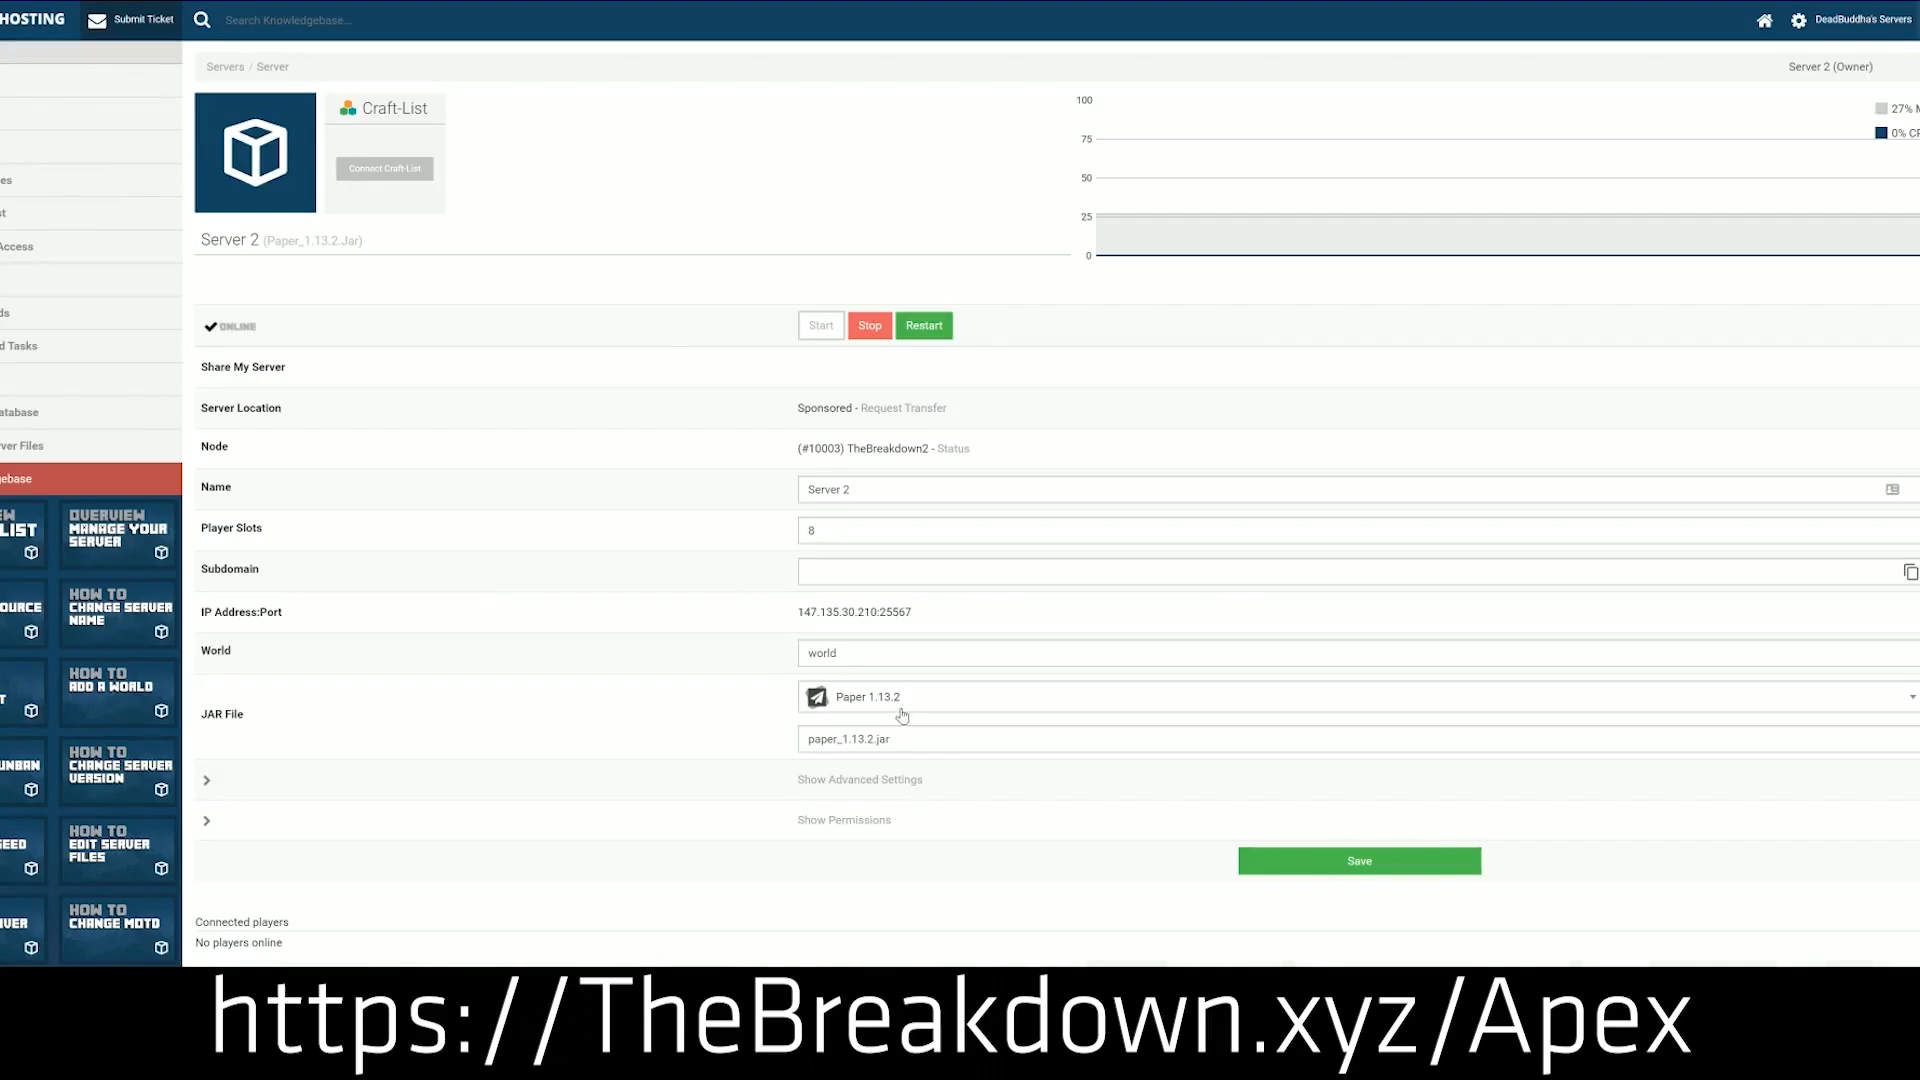 HOSTING
Submit Ticket
Search Knowledgebase...
DeadBuddha's Servers
Servers / Server
Server 2 (Owner)
Craft-List
Connect Craft-List
Server 2 (Paper_1.13.2.Jar)
100
75
50
25
0
27% M
0% CP
es
st
Access
ds
d Tasks
atabase
ver Files
gebase
EW
LIST
OVERVIEW
MANAGE YOUR
SERVER
OURCE
HOW TO
CHANGE SERVER
NAME
T
HOW TO
ADD A WORLD
UNBAN
HOW TO
CHANGE SERVER
VERSION
SEED
HOW TO
EDIT SERVER
FILES
VER
HOW TO
CHANGE MOTD
ONLINE
Start
Stop
Restart
Share My Server
Server Location
Sponsored - Request Transfer
Node
(#10003) TheBreakdown2 - Status
Name
Server 2
Player Slots
8
Subdomain
IP Address:Port
147.135.30.210:25567
World
world
JAR File
Paper 1.13.2
paper_1.13.2.jar
Show Advanced Settings
Show Permissions
Save
Connected players
No players online
https://TheBreakdown.xyz/Apex